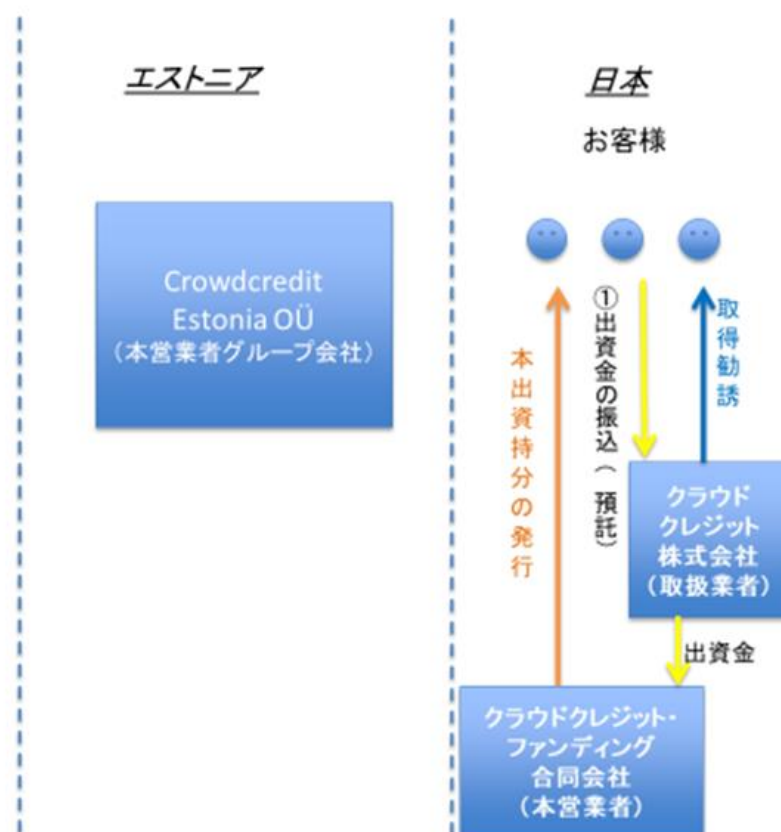 エストニア
日本
お客様
Crowdcredit
Estonia OÜ
（本営業者グループ会社）
本出資持分の発行
①出資金の振込（預託）
取得勧誘
クラウド
クレジット
株式会社
（取扱業者）
出資金
クラウドクレジット・
ファンディング
合同会社
（本営業者）